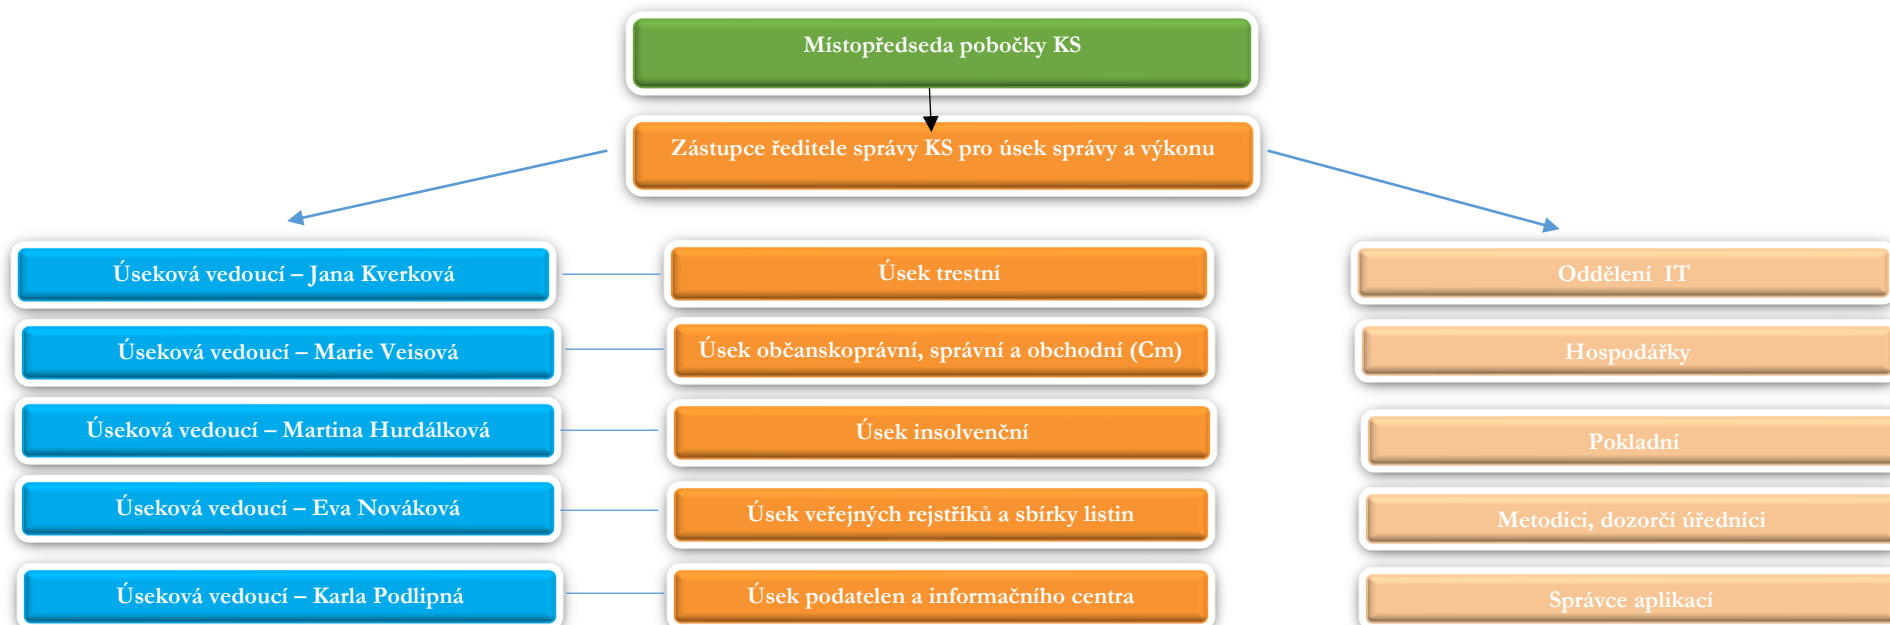 Místopředseda pobočky KS
Zástupce ředitele správy KS pro úsek správy a výkonu
Úseková vedoucí – Jana Kverková
Úsek trestní
Oddělení  IT
Úseková vedoucí – Marie Veisová
Úsek občanskoprávní, správní a obchodní (Cm)
Hospodářky
Úseková vedoucí – Martina Hurdálková
Úsek insolvenční
Pokladní
Úseková vedoucí – Eva Nováková
Úsek veřejných rejstříků a sbírky listin
Metodici, dozorčí úředníci
Úseková vedoucí – Karla Podlipná
Úsek podatelen a informačního centra
Správce aplikací